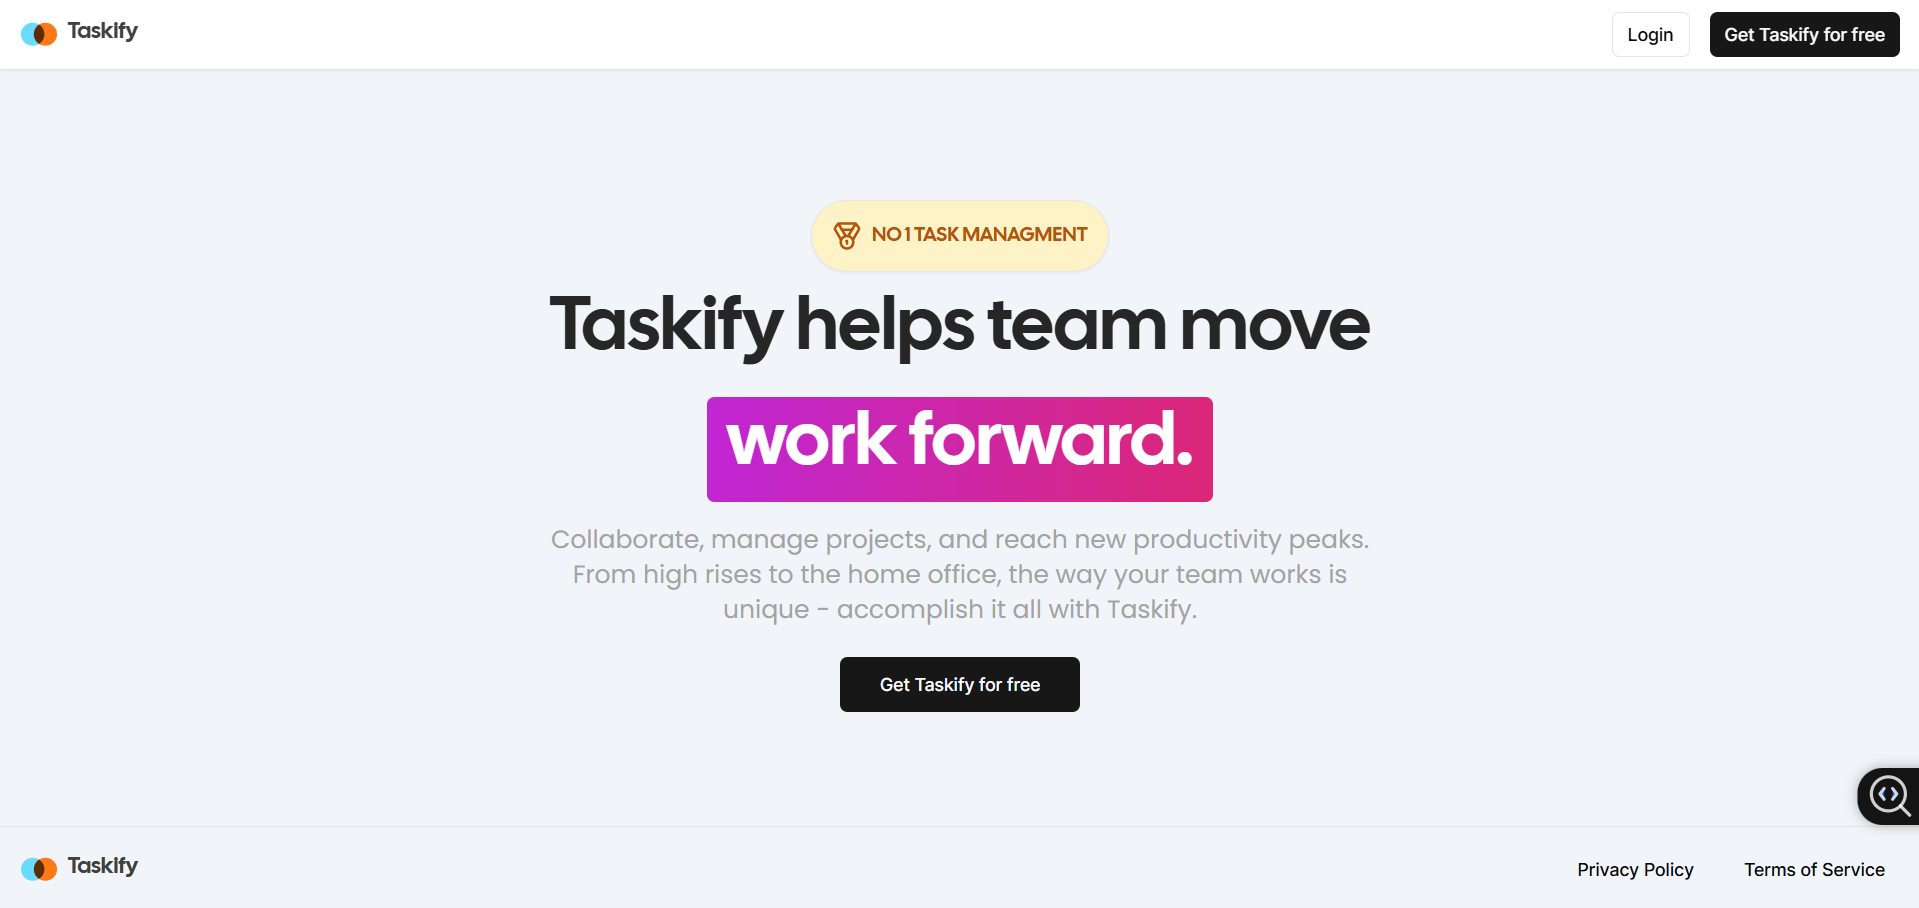 Taskify
Login
Get Taskify for free
NO 1 TASK MANAGMENT
Taskify helps team move
work forward.
Collaborate, manage projects, and reach new productivity peaks.
From high rises to the home office, the way your team works is
unique - accomplish it all with Taskify.
Get Taskify for free
Taskify
Privacy Policy
Terms of Service